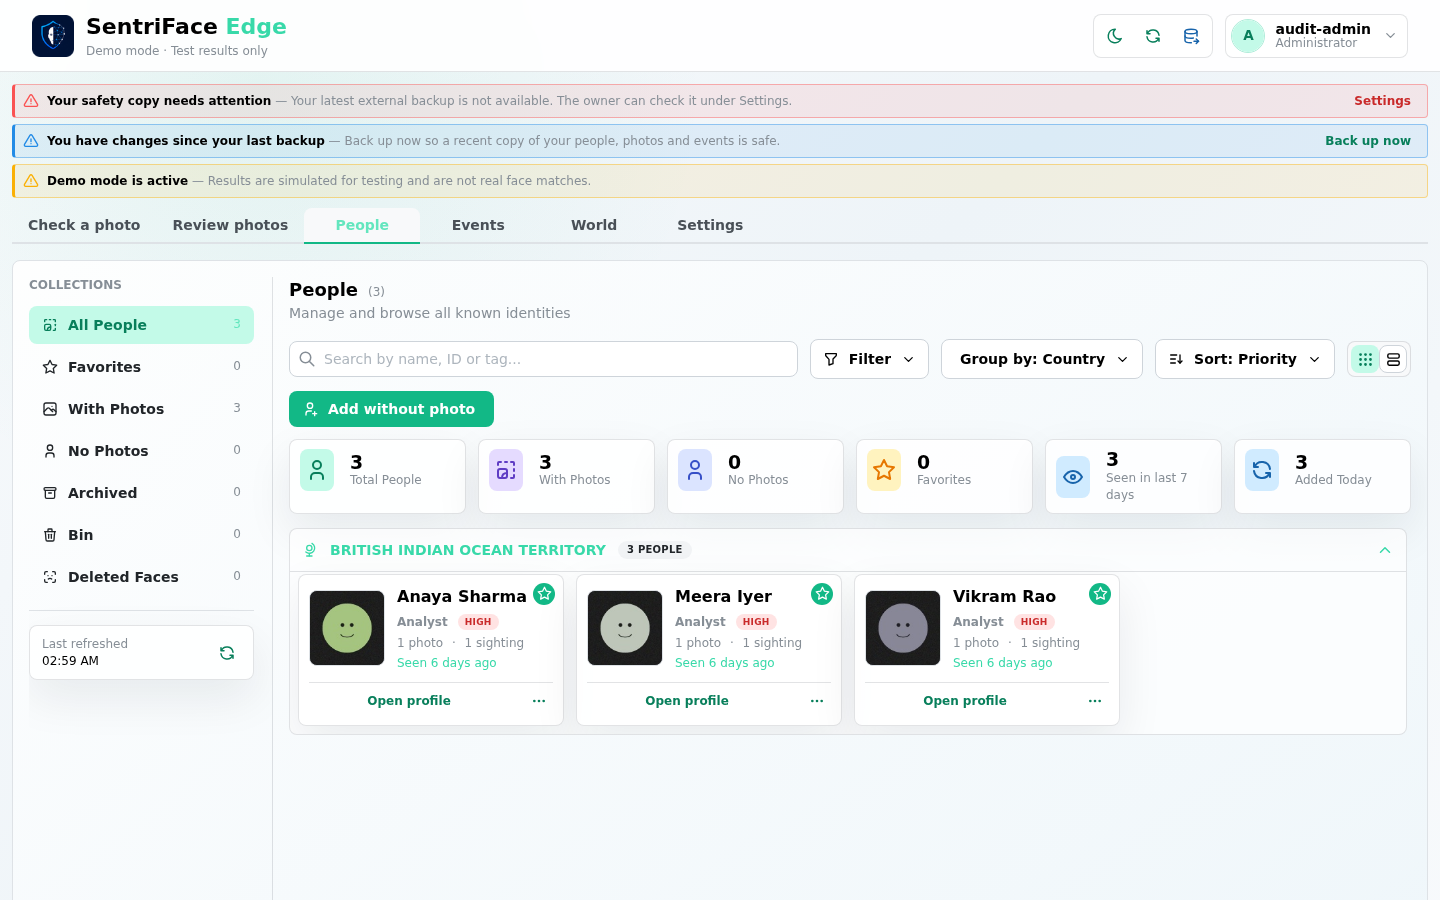 SentriFace Edge
Demo mode · Test results only
A
audit-admin
Administrator
Your safety copy needs attention — Your latest external backup is not available. The owner can check it under Settings.
Settings
You have changes since your last backup — Back up now so a recent copy of your people, photos and events is safe.
Back up now
Demo mode is active — Results are simulated for testing and are not real face matches.
Check a photo
Review photos
People
Events
World
Settings
COLLECTIONS
All People 3
Favorites 0
With Photos 3
No Photos 0
Archived 0
Bin 0
Deleted Faces 0
Last refreshed
02:59 AM
People (3)
Manage and browse all known identities
Search by name, ID or tag...
Filter
Group by: Country
Sort: Priority
Add without photo
3
Total People
3
With Photos
0
No Photos
0
Favorites
3
Seen in last 7
days
3
Added Today
BRITISH INDIAN OCEAN TERRITORY 3 PEOPLE
Anaya Sharma
Analyst HIGH
1 photo · 1 sighting
Seen 6 days ago
Open profile
Meera Iyer
Analyst HIGH
1 photo · 1 sighting
Seen 6 days ago
Open profile
Vikram Rao
Analyst HIGH
1 photo · 1 sighting
Seen 6 days ago
Open profile